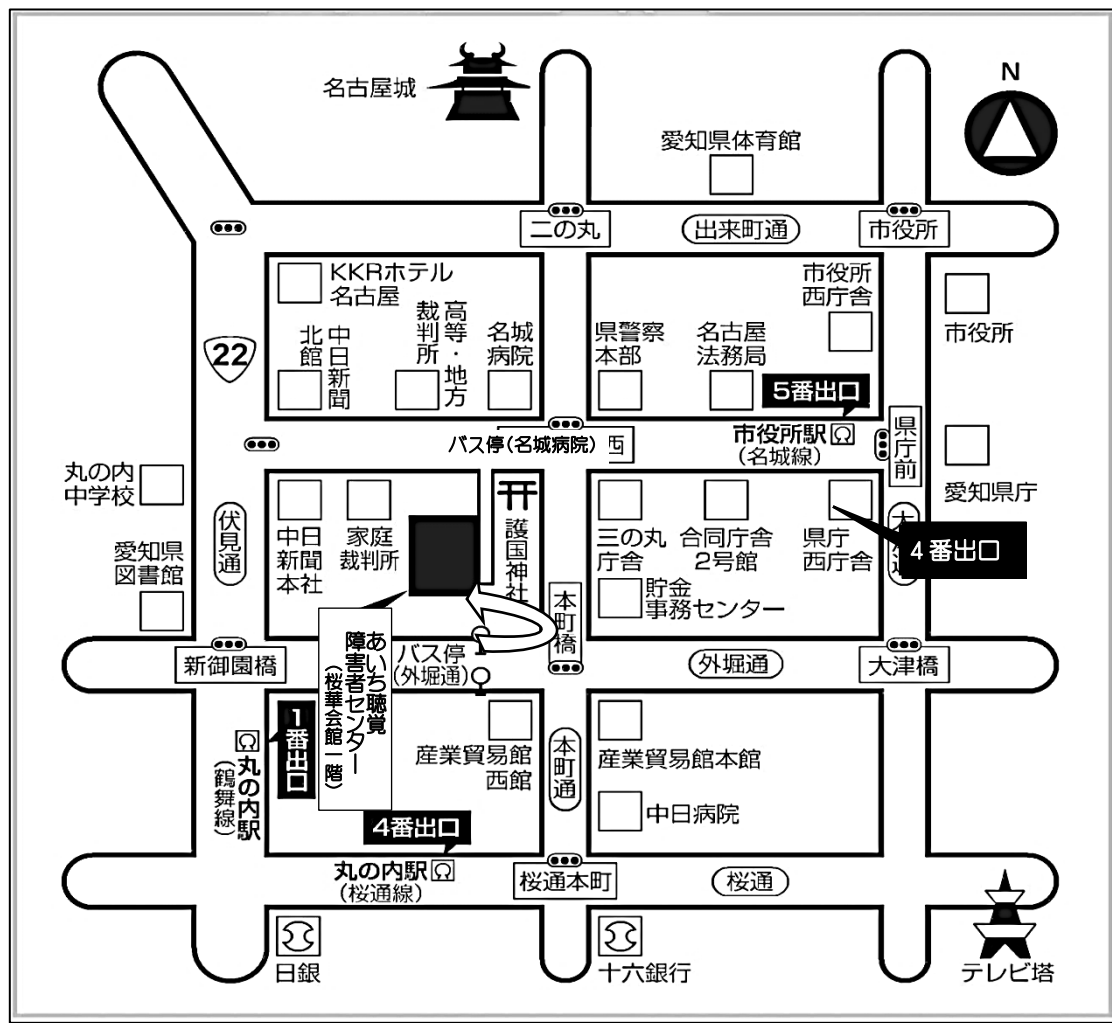 名古屋城
N
愛知県体育館
二の丸
出来町通
市役所
KKRホテル
名古屋
市役所
西庁舎
市役所
22
中日新聞
北館
高等・地方
裁判所
名城
病院
県警察
本部
名古屋
法務局
5番出口
バス停(名城病院)
西
市役所駅
(名城線)
県庁前
愛知県庁
丸の内
中学校
伏見通
愛知県
図書館
中日
新聞
本社
家庭
裁判所
護国神社
三の丸
庁舎
合同庁舎
2号館
県庁
西庁舎
大
通
4番出口
貯金
事務センター
本町橋
新御園橋
バス停
(外堀通)
外堀通
大津橋
あいち聴覚
障害者センター
(桜華会館一階)
1番出口
丸の内駅
(鶴舞線)
産業貿易館
西館
本町通
産業貿易館本館
中日病院
4番出口
丸の内駅
(桜通線)
桜通本町
桜通
日銀
十六銀行
テレビ塔